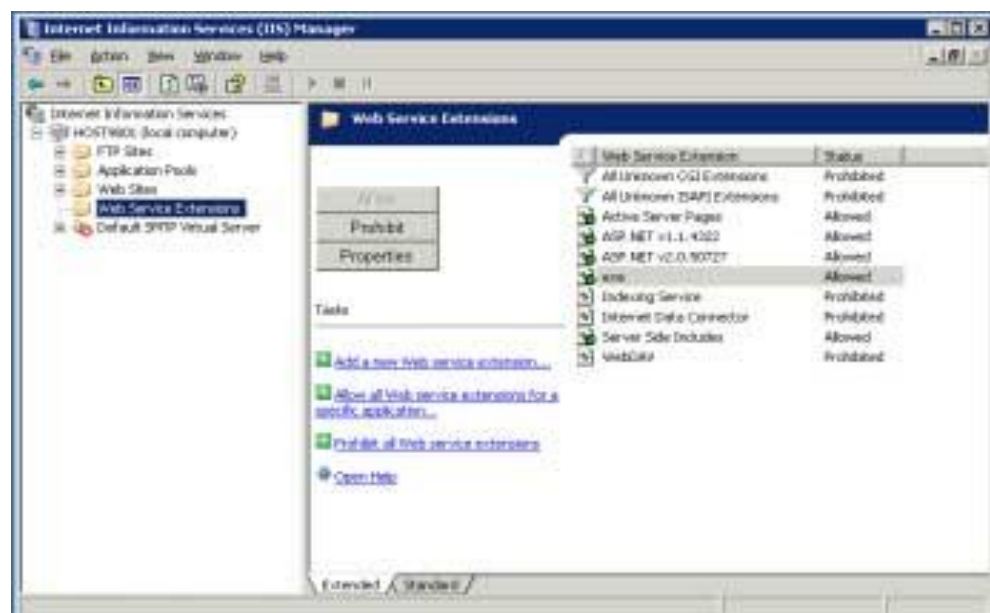 Internet Information Services (IIS) Manager
File Action View Window Help
Internet Information Services
(local computer)
FTP Sites
Application Pools
Web Sites
Web Service Extensions
Default SMTP Virtual Server
Web Service Extensions
Allow
Prohibit
Properties
Tasks
Add a new Web service extension...
Allow all Web service extensions for a
specific application...
Prohibit all Web service extensions
Open Help
Web Service Extension Status
All Unknown CGI Extensions Prohibited
All Unknown ISAPI Extensions Prohibited
Active Server Pages Allowed
ASP.NET v1.1.4322 Allowed
ASP.NET v2.0.50727 Allowed
Allowed
Indexing Service Prohibited
Internet Data Connector Prohibited
Server Side Includes Allowed
WebDAV Prohibited
Extended Standard